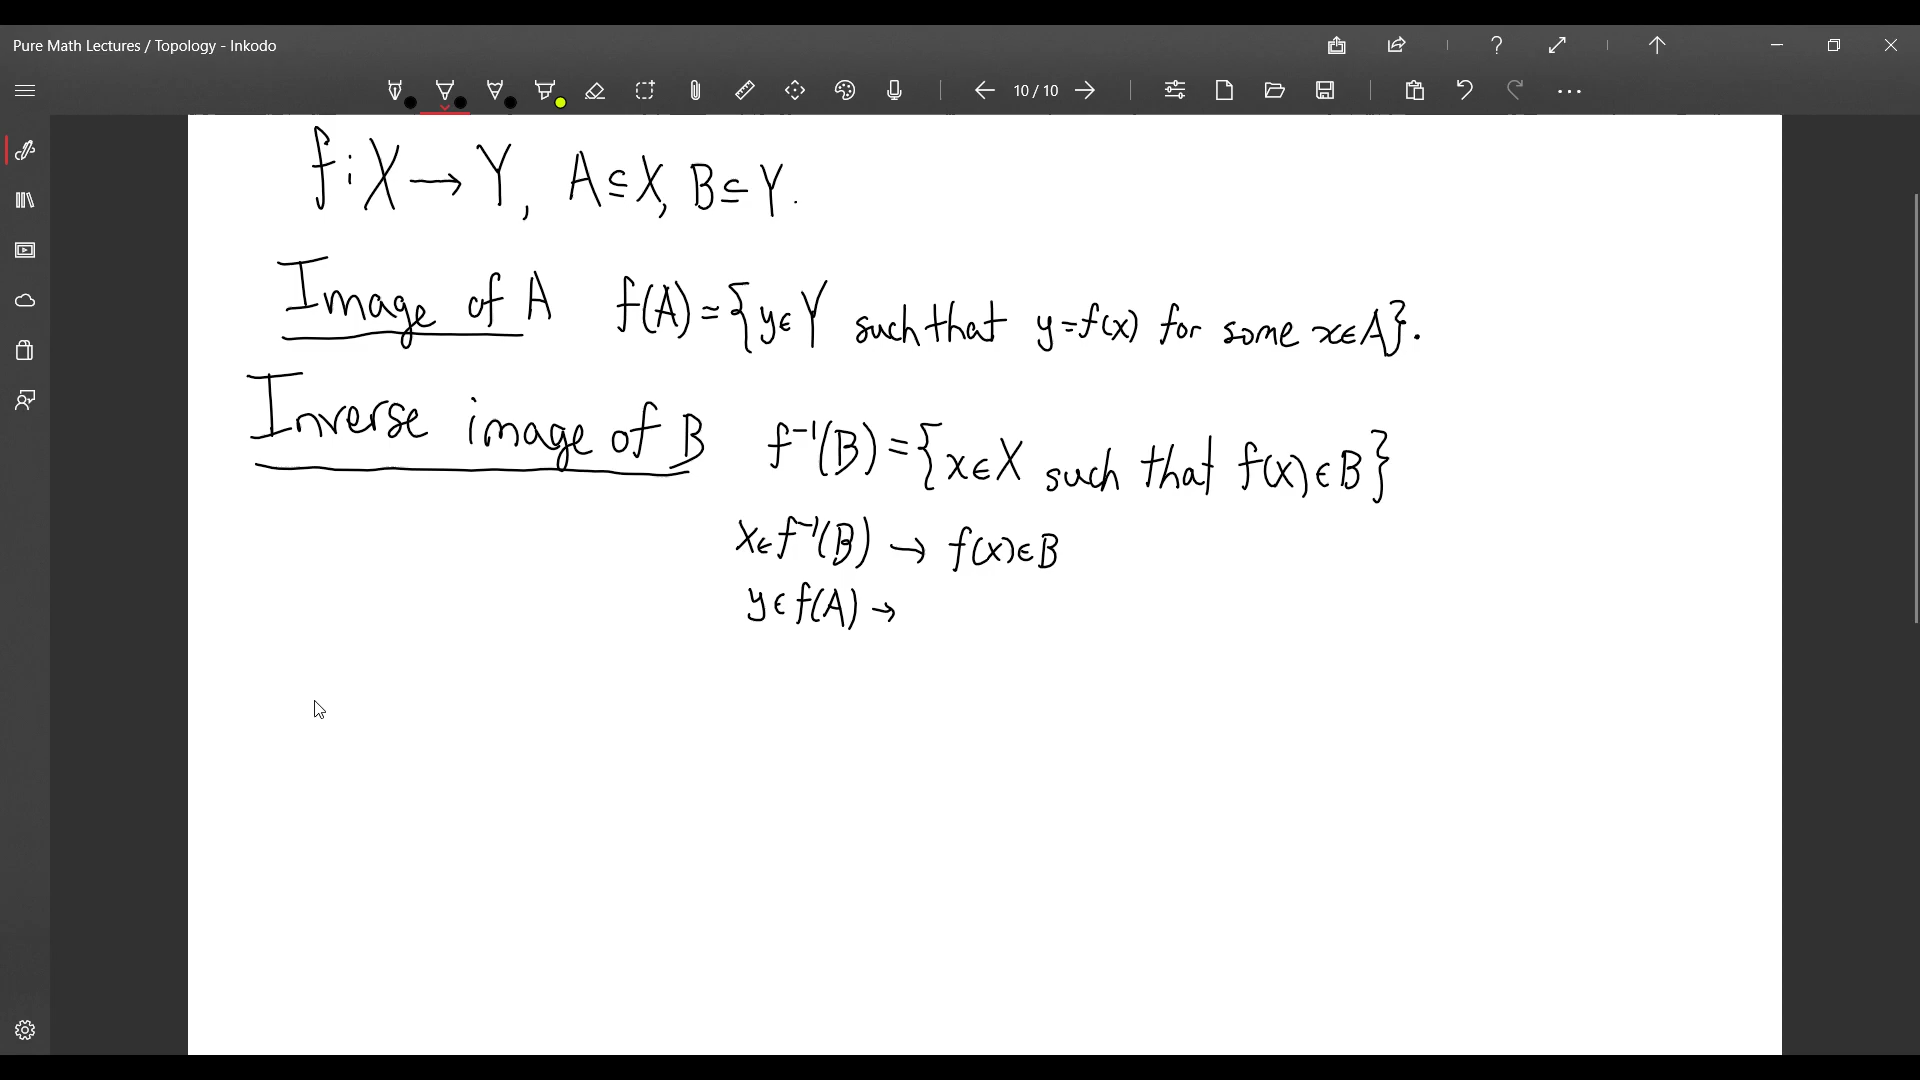 Pure Math Lectures / Topology - Inkodo
10 / 10
f: X → Y, A ⊆ X, B ⊆ Y.
Image of A f(A) = {y ∈ Y such that y = f(x) for some x ∈ A}.
Inverse image of B f⁻¹(B) = {x ∈ X such that f(x) ∈ B}
x ∈ f⁻¹(B) → f(x) ∈ B
y ∈ f(A) →